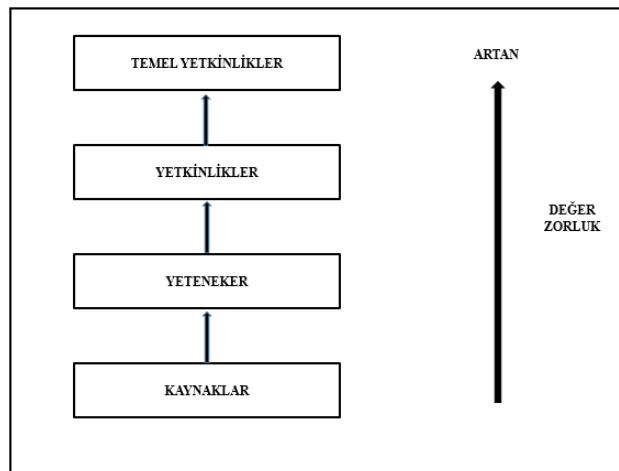 TEMEL YETKİNLİKLER
YETKİNLİKLER
YETENEKER
KAYNAKLAR
ARTAN
DEĞER
ZORLUK